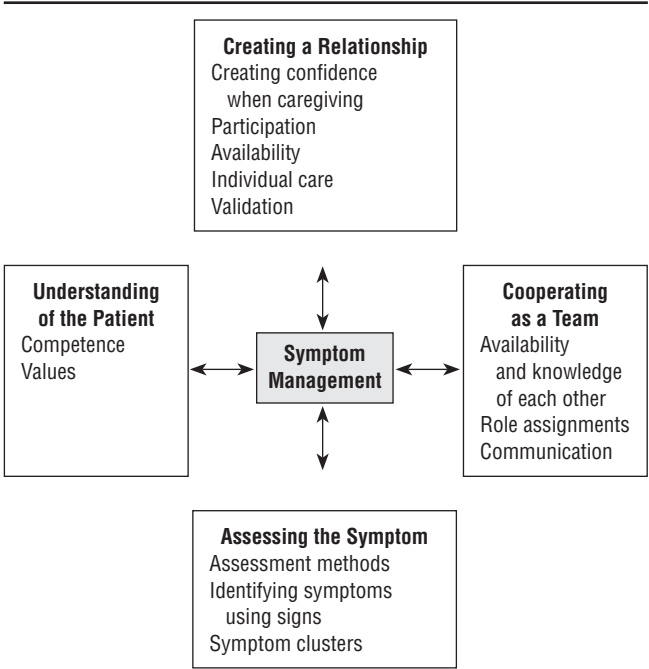 Creating a Relationship
Creating confidence
when caregiving
Participation
Availability
Individual care
Validation
Understanding
of the Patient
Competence
Values
Symptom
Management
Cooperating
as a Team
Availability
and knowledge
of each other
Role assignments
Communication
Assessing the Symptom
Assessment methods
Identifying symptoms
using signs
Symptom clusters